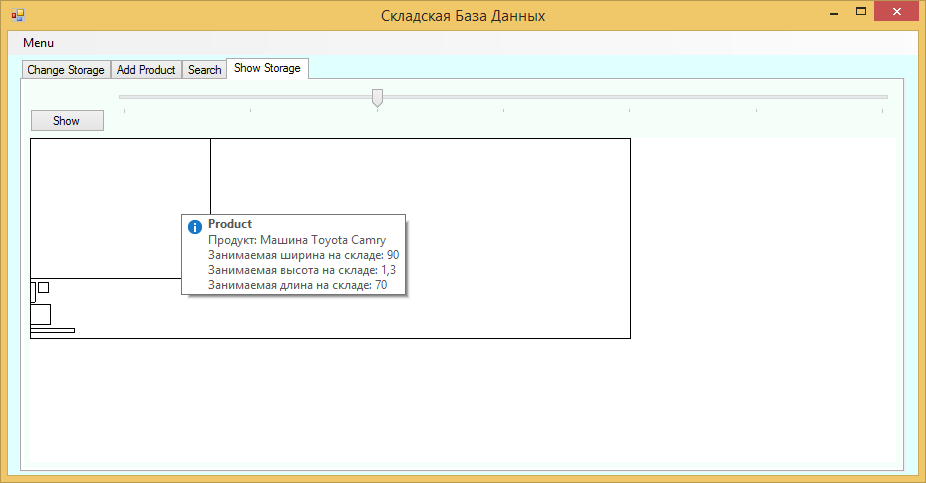 Складская База Данных
Menu
Change Storage
Add Product
Search
Show Storage
Show
Product
Продукт: Машина Toyota Camry
Занимаемая ширина на складе: 90
Занимаемая высота на складе: 1,3
Занимаемая длина на складе: 70